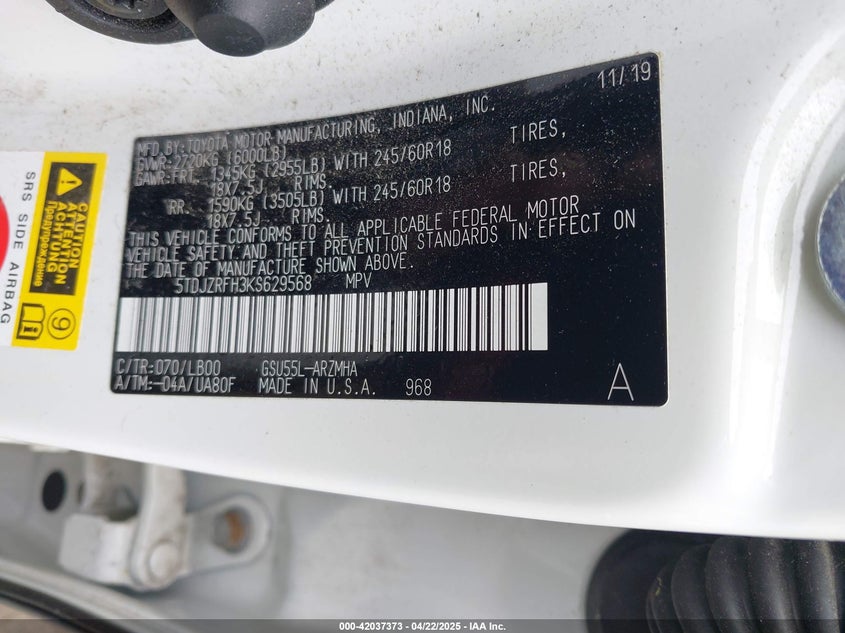 11/19
MFD.BY:TOYOTA MOTOR MANUFACTURING, INDIANA, INC.
GVWR:2720KG (6000LB)
GAWR:FRT. 1345KG (2955LB) WITH 245/60R18 TIRES,
18X7.5J RIMS.
RR. 1590KG (3505LB) WITH 245/60R18 TIRES,
18X7.5J RIMS.
THIS VEHICLE CONFORMS TO ALL APPLICABLE FEDERAL MOTOR
VEHICLE SAFETY AND THEFT PREVENTION STANDARDS IN EFFECT ON
THE DATE OF MANUFACTURE SHOWN ABOVE.
5TDJZRFH3KS629568 MPV
C/TR:070/LB00 GSU55L-ARZMHA
A/TM:-04A/UA80F MADE IN U.S.A. 968
A
SRS SIDE AIRBAG
CAUTION
ATTENTION
ACHTUNG
Предупреждение
9
000-42037373 - 04/22/2025 - IAA Inc.